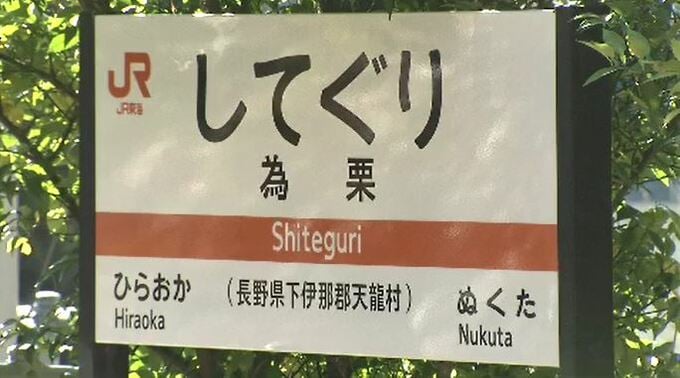 JR
JR東海
してぐり
為栗
Shiteguri
ひらおか
Hiraoka
(長野県下伊那郡天龍村)
ぬくた
Nukuta